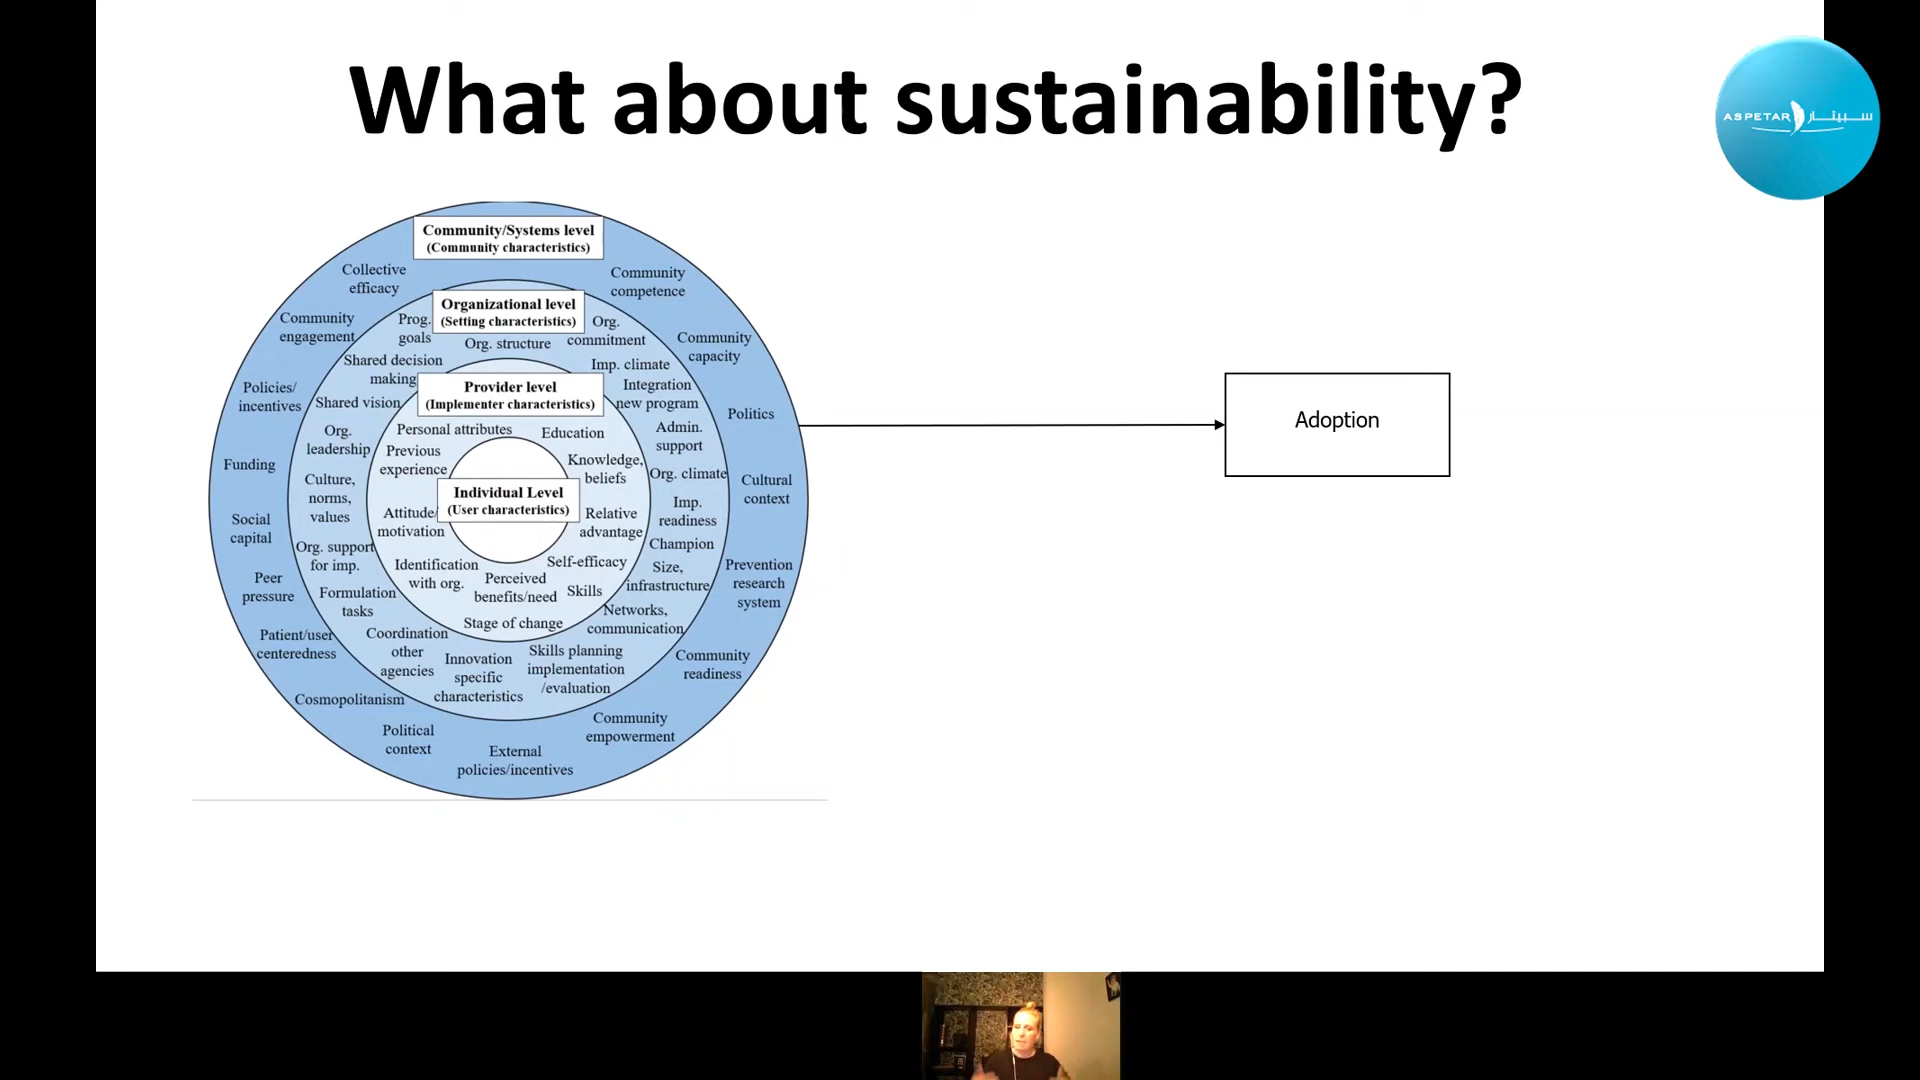 What about sustainability?
ASPETAR سبيتار
Community/Systems level
(Community characteristics)
Collective
efficacy
Community
competence
Community
engagement
Community
capacity
Policies/
incentives
Politics
Funding
Cultural
context
Social
capital
Peer
pressure
Prevention
research
system
Patient/user
centeredness
Community
readiness
Cosmopolitanism
Political
context
External
policies/incentives
Community
empowerment
Organizational level
(Setting characteristics)
Prog.
goals
Org. structure
Org.
commitment
Shared decision
making
Imp. climate
Shared vision
Integration
new program
Org.
leadership
Admin.
support
Culture,
norms,
values
Org. climate
Imp.
readiness
Org. support
for imp.
Champion
Formulation
tasks
Size,
infrastructure
Networks,
communication
Coordination
other
agencies
Innovation
specific
characteristics
Skills planning
implementation
/evaluation
Provider level
(Implementer characteristics)
Personal attributes
Education
Previous
experience
Knowledge,
beliefs
Attitude/
motivation
Relative
advantage
Identification
with org.
Perceived
benefits/need
Self-efficacy
Skills
Stage of change
Individual Level
(User characteristics)
Adoption